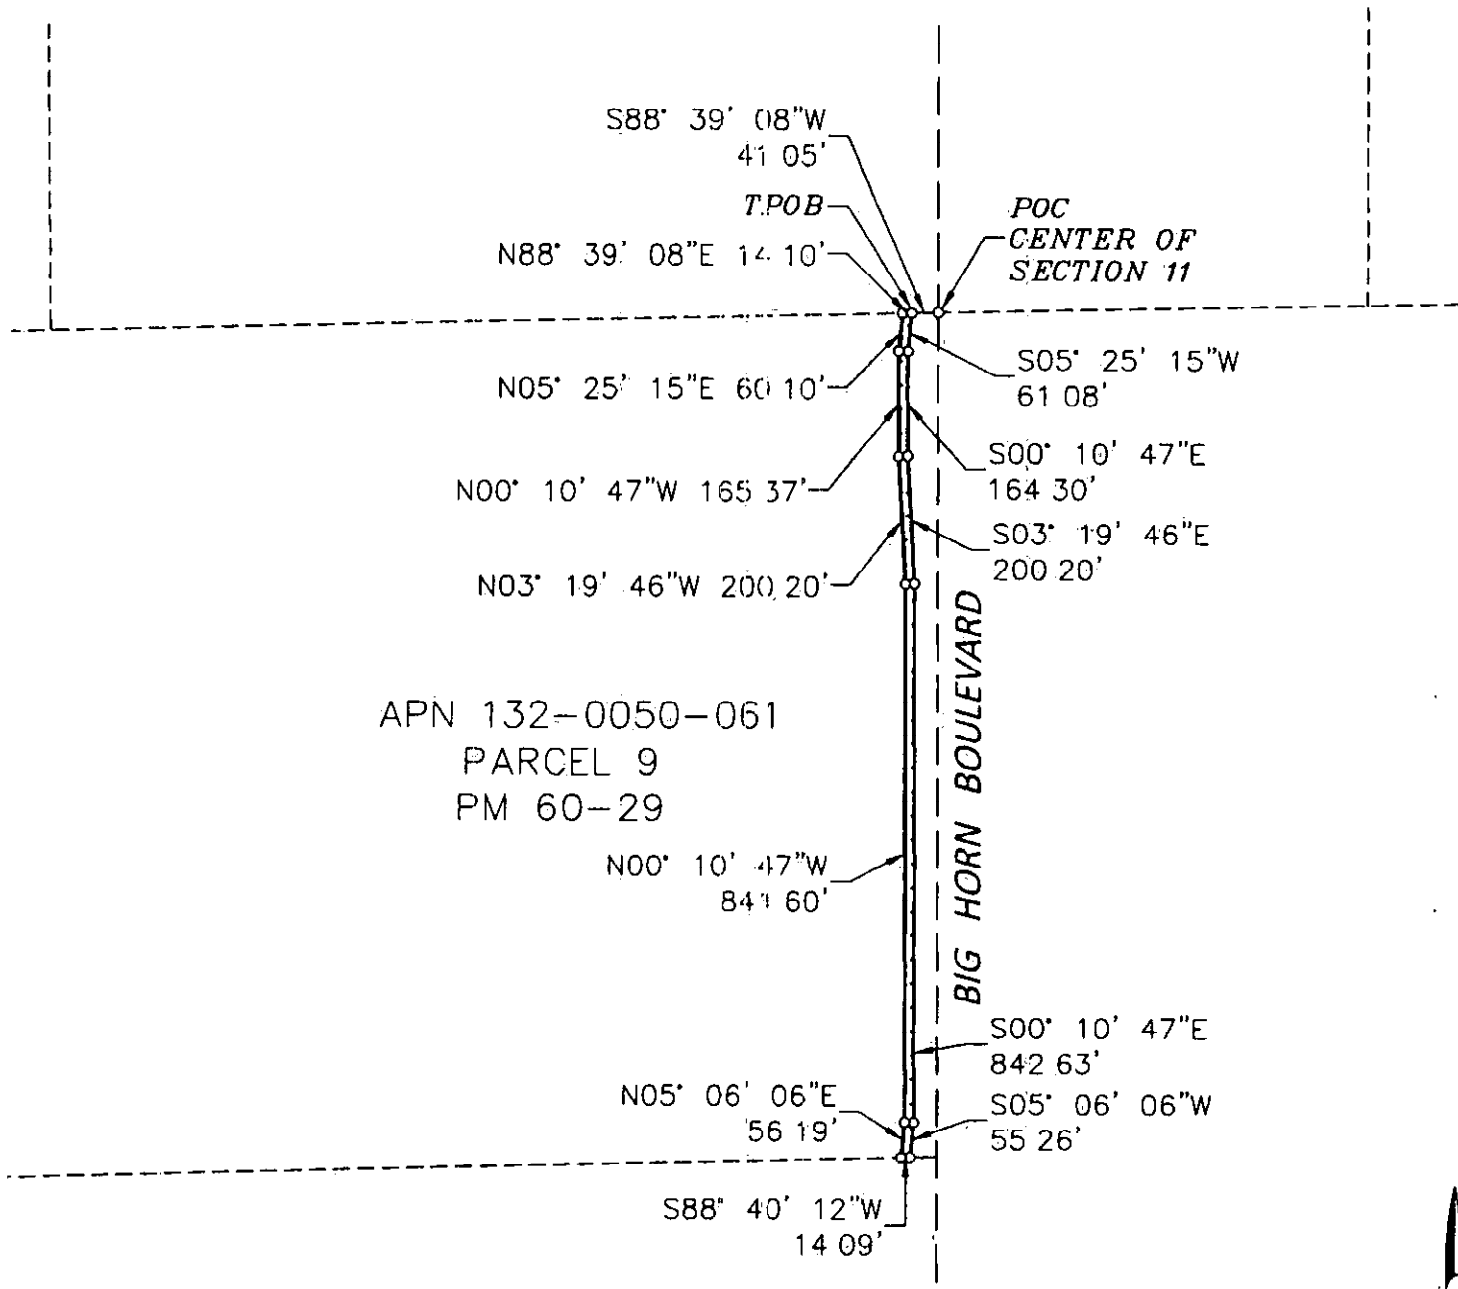 S88° 39' 08"W
41 05'
T.POB
N88° 39' 08"E 14 10'
POC
CENTER OF
SECTION 11
N05° 25' 15"E 60 10'
S05° 25' 15"W
61 08'
N00° 10' 47"W 165 37'
S00° 10' 47"E
164 30'
N03° 19' 46"W 200 20'
S03° 19' 46"E
200 20'
BIG HORN BOULEVARD
APN 132-0050-061
PARCEL 9
PM 60-29
N00° 10' 47"W
841 60'
S00° 10' 47"E
842 63'
N05° 06' 06"E
56 19'
S05° 06' 06"W
55 26'
S88° 40' 12"W
14 09'